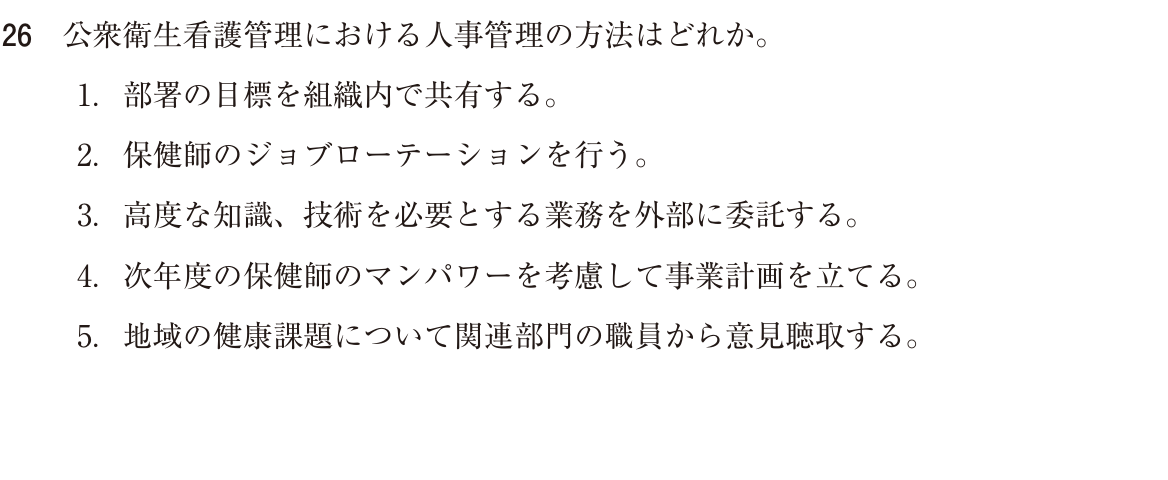 26 公衆衛生看護管理における人事管理の方法はどれか。
1. 部署の目標を組織内で共有する。
2. 保健師のジョブローテーションを行う。
3. 高度な知識、技術を必要とする業務を外部に委託する。
4. 次年度の保健師のマンパワーを考慮して事業計画を立てる。
5. 地域の健康課題について関連部門の職員から意見聴取する。